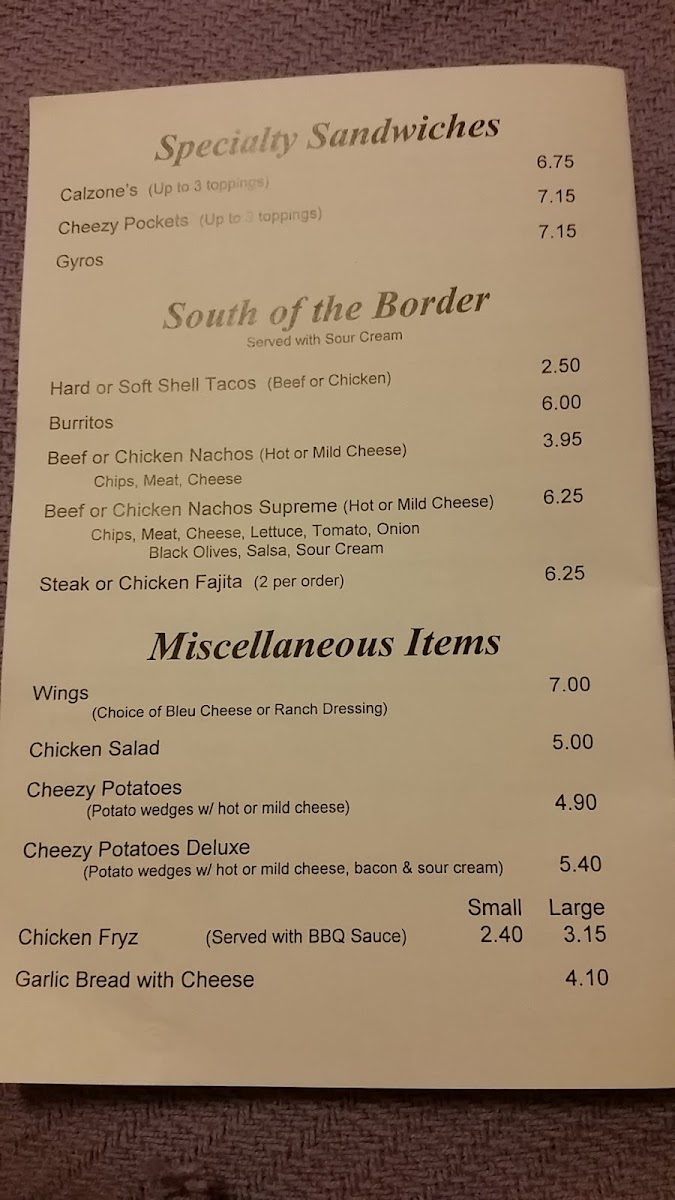 Specialty Sandwiches
Calzone's (Up to 3 toppings) 6.75
Cheezy Pockets (Up to 3 toppings) 7.15
Gyros 7.15
South of the Border
Served with Sour Cream
Hard or Soft Shell Tacos (Beef or Chicken) 2.50
Burritos 6.00
Beef or Chicken Nachos (Hot or Mild Cheese) 3.95
Chips, Meat, Cheese
Beef or Chicken Nachos Supreme (Hot or Mild Cheese) 6.25
Chips, Meat, Cheese, Lettuce, Tomato, Onion
Black Olives, Salsa, Sour Cream
Steak or Chicken Fajita (2 per order) 6.25
Miscellaneous Items
Wings 7.00
(Choice of Bleu Cheese or Ranch Dressing)
Chicken Salad 5.00
Cheezy Potatoes
(Potato wedges w/ hot or mild cheese) 4.90
Cheezy Potatoes Deluxe
(Potato wedges w/ hot or mild cheese, bacon & sour cream) 5.40
Small Large
Chicken Fryz (Served with BBQ Sauce) 2.40 3.15
Garlic Bread with Cheese 4.10